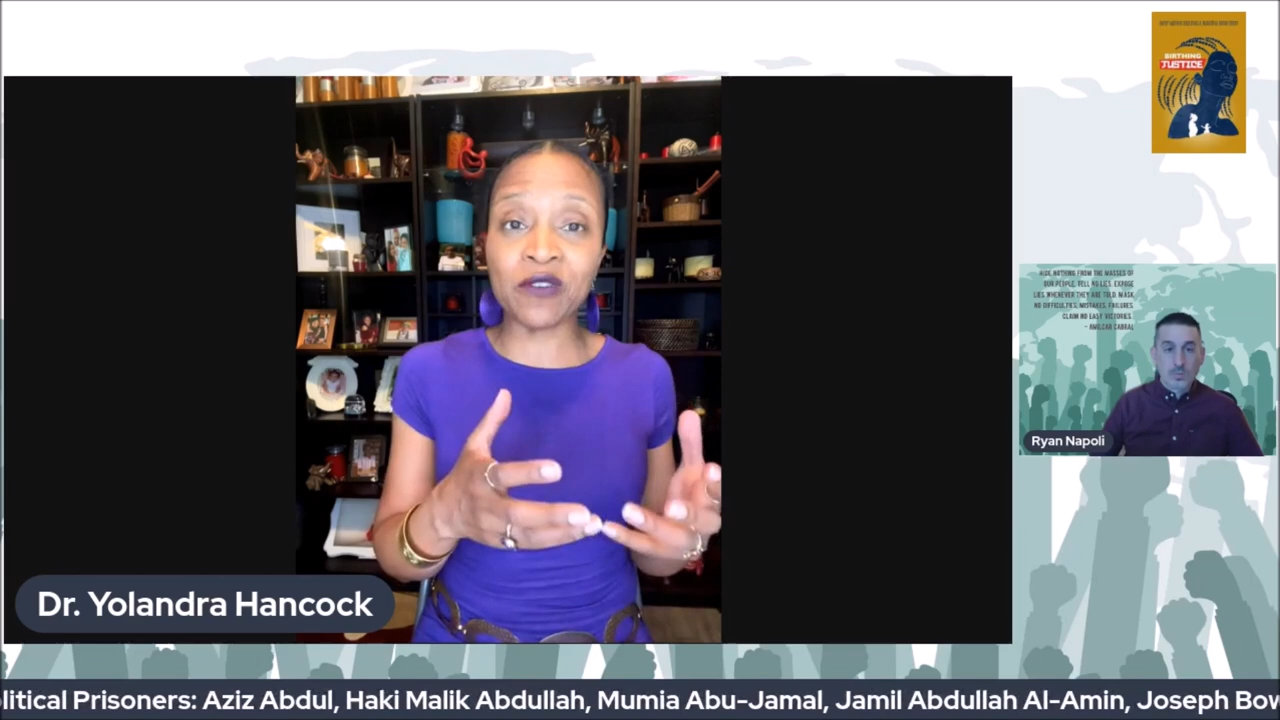 BIRTHING
JUSTICE
HIDE NOTHING FROM THE MASSES OF
OUR PEOPLE. TELL NO LIES. EXPOSE
LIES WHENEVER THEY ARE TOLD. MASK
NO DIFFICULTIES, MISTAKES, FAILURES.
CLAIM NO EASY VICTORIES.
- AMILCAR CABRAL
Ryan Napoli
Dr. Yolandra Hancock
litical Prisoners: Aziz Abdul, Haki Malik Abdullah, Mumia Abu-Jamal, Jamil Abdullah Al-Amin, Joseph Bow